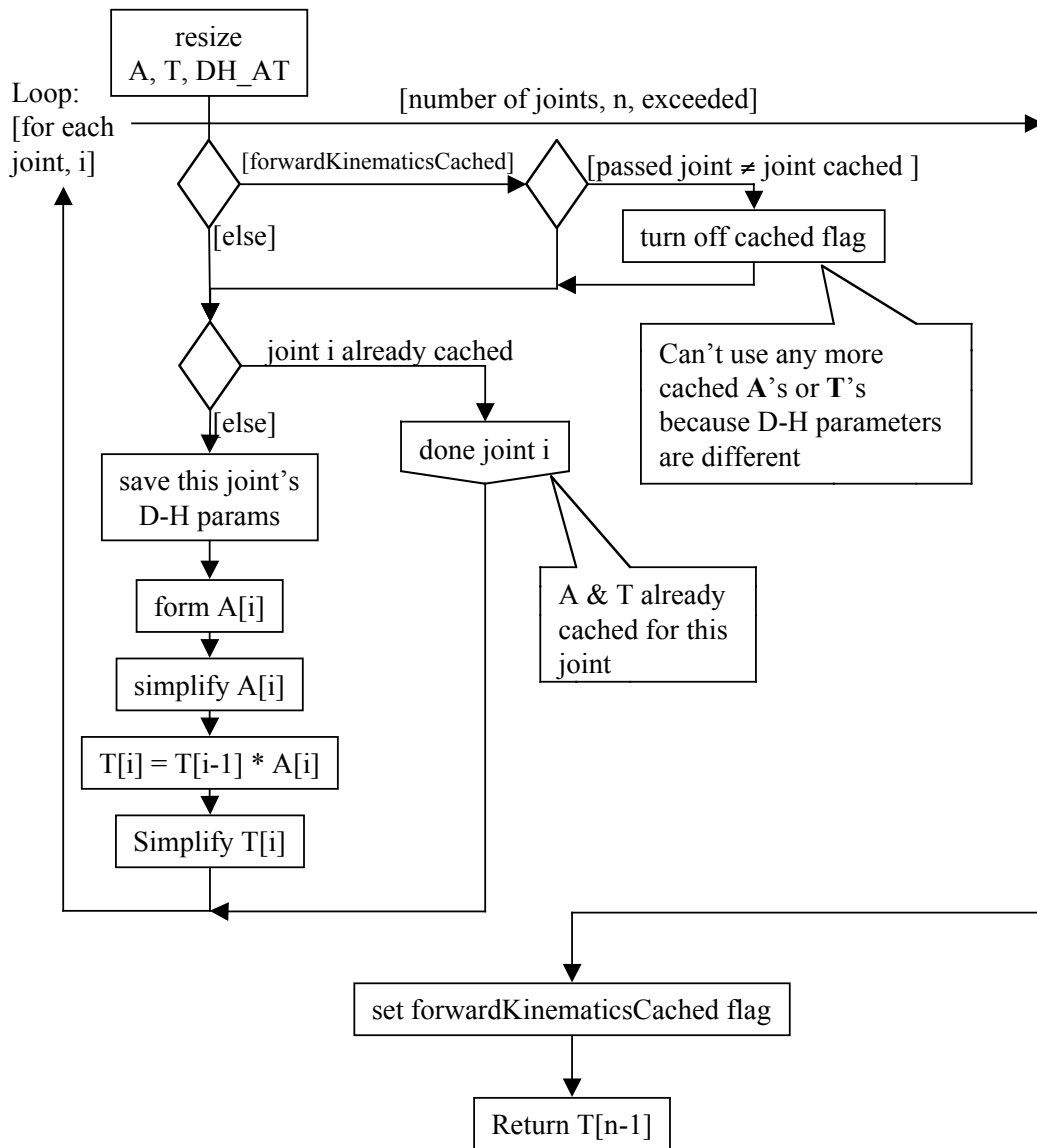 resize
A, T, DH_AT
Loop:
[for each
joint, i]
[number of joints, n, exceeded]
[forwardKinematicsCached]
[passed joint ≠ joint cached ]
[else]
turn off cached flag
joint i already cached
Can't use any more
cached A's or T's
because D-H parameters
are different
[else]
done joint i
save this joint's
D-H params
A & T already
cached for this
joint
form A[i]
simplify A[i]
T[i] = T[i-1] * A[i]
Simplify T[i]
set forwardKinematicsCached flag
Return T[n-1]